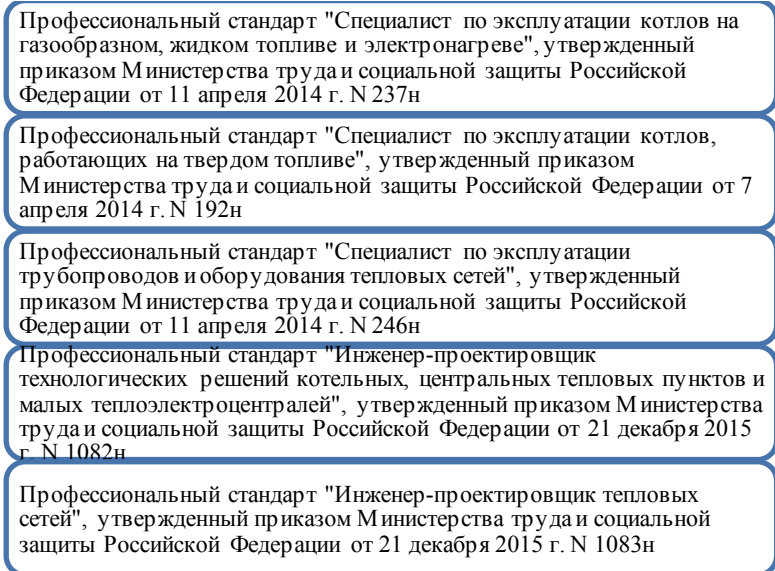 Профессиональный стандарт "Специалист по эксплуатации котлов на
газообразном, жидком топливе и электронагреве", утвержденный
приказом Министерства труда и социальной защиты Российской
Федерации от 11 апреля 2014 г. N 237н
Профессиональный стандарт "Специалист по эксплуатации котлов,
работающих на твердом топливе", утвержденный приказом
Министерства труда и социальной защиты Российской Федерации от 7
апреля 2014 г. N 192н
Профессиональный стандарт "Специалист по эксплуатации
трубопроводов и оборудования тепловых сетей", утвержденный
приказом Министерства труда и социальной защиты Российской
Федерации от 11 апреля 2014 г. N 246н
Профессиональный стандарт "Инженер-проектировщик
технологических решений котельных, центральных тепловых пунктов и
малых теплоэлектроцентралей", утвержденный приказом Министерства
труда и социальной защиты Российской Федерации от 21 декабря 2015
г. N 1082н
Профессиональный стандарт "Инженер-проектировщик тепловых
сетей", утвержденный приказом Министерства труда и социальной
защиты Российской Федерации от 21 декабря 2015 г. N 1083н